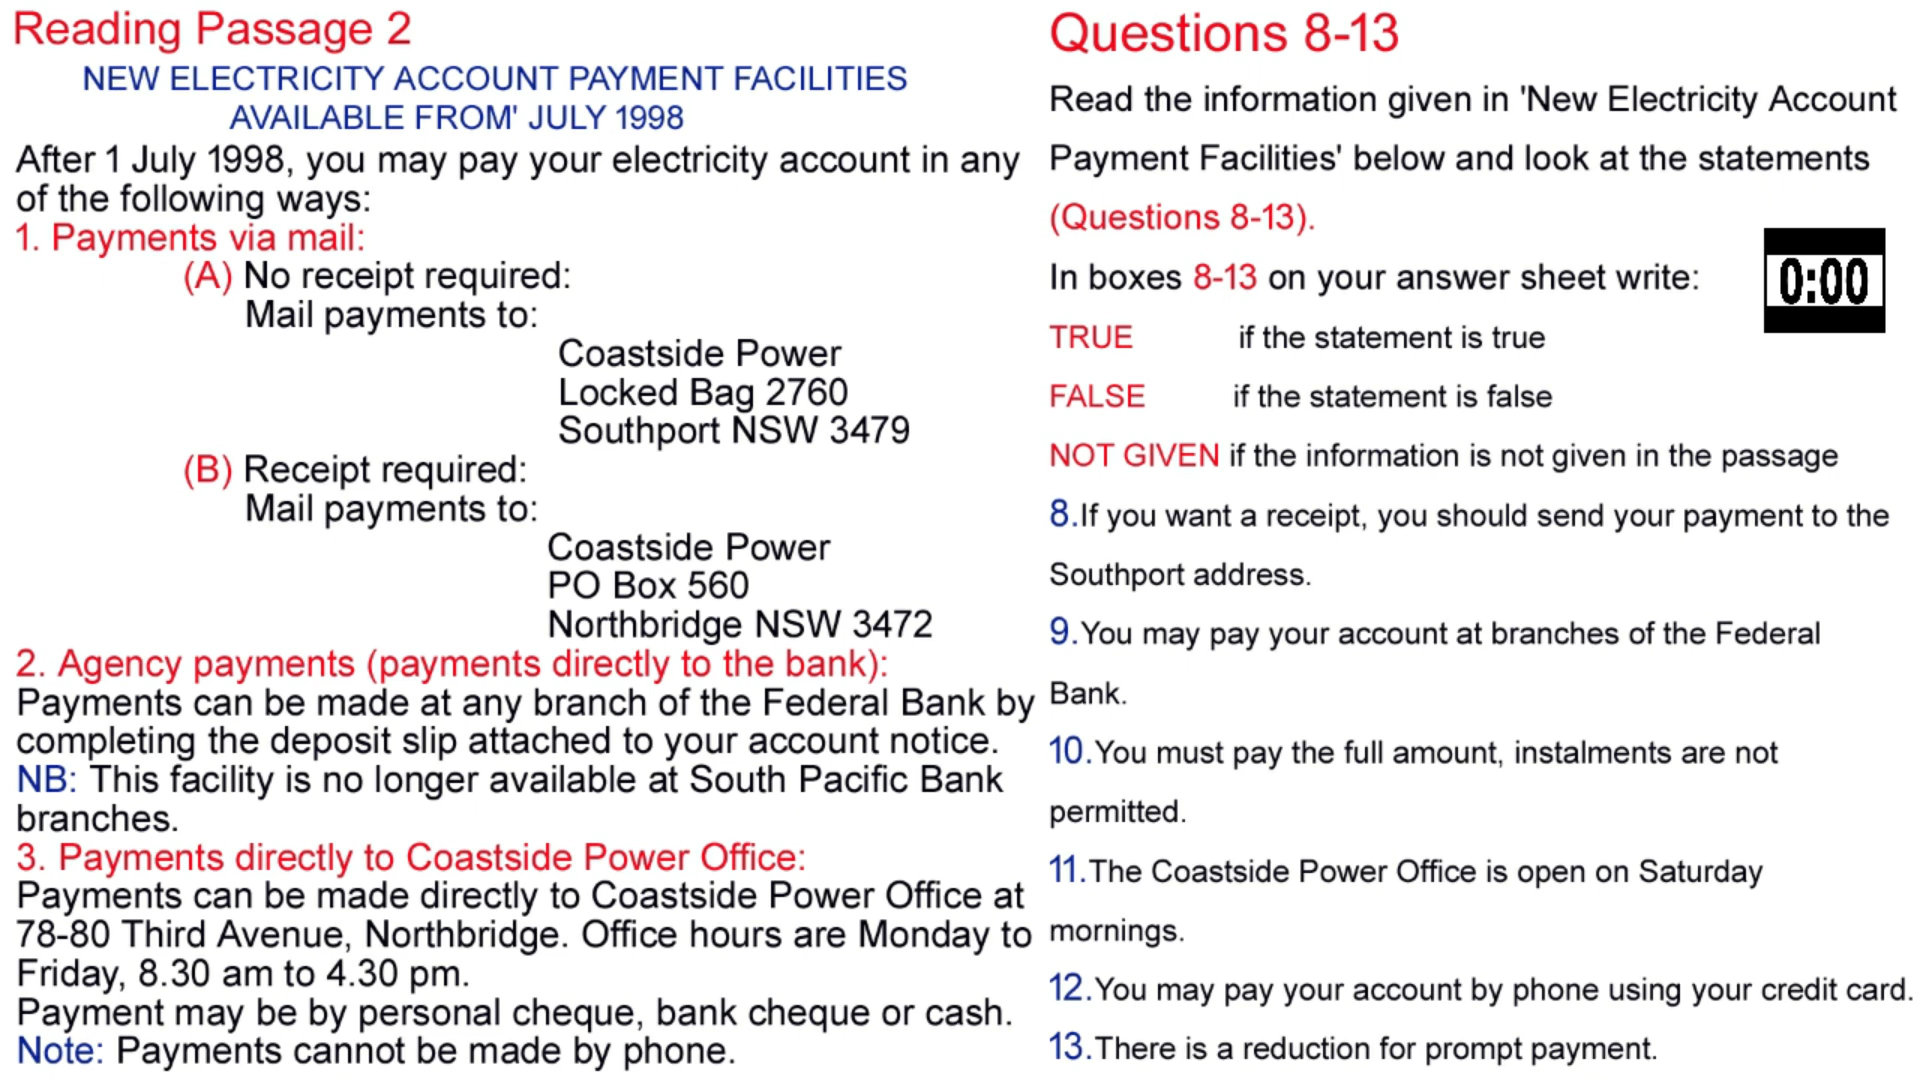 Reading Passage 2
NEW ELECTRICITY ACCOUNT PAYMENT FACILITIES
AVAILABLE FROM' JULY 1998
After 1 July 1998, you may pay your electricity account in any
of the following ways:
1. Payments via mail:
(A) No receipt required:
Mail payments to:
Coastside Power
Locked Bag 2760
Southport NSW 3479
(B) Receipt required:
Mail payments to:
Coastside Power
PO Box 560
Northbridge NSW 3472
2. Agency payments (payments directly to the bank):
Payments can be made at any branch of the Federal Bank by
completing the deposit slip attached to your account notice.
NB: This facility is no longer available at South Pacific Bank
branches.
3. Payments directly to Coastside Power Office:
Payments can be made directly to Coastside Power Office at
78-80 Third Avenue, Northbridge. Office hours are Monday to
Friday, 8.30 am to 4.30 pm.
Payment may be by personal cheque, bank cheque or cash.
Note: Payments cannot be made by phone.
Questions 8-13
Read the information given in 'New Electricity Account
Payment Facilities' below and look at the statements
(Questions 8-13).
In boxes 8-13 on your answer sheet write:
0:00
TRUE if the statement is true
FALSE if the statement is false
NOT GIVEN if the information is not given in the passage
8.If you want a receipt, you should send your payment to the
Southport address.
9.You may pay your account at branches of the Federal
Bank.
10.You must pay the full amount, instalments are not
permitted.
11.The Coastside Power Office is open on Saturday
mornings.
12.You may pay your account by phone using your credit card.
13.There is a reduction for prompt payment.